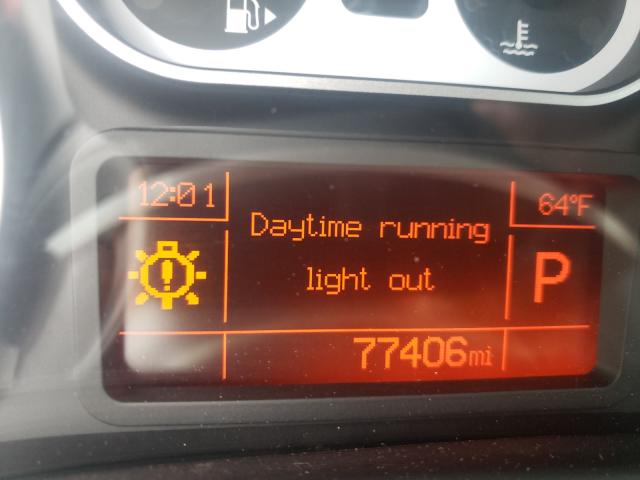 12:01
64°F
Daytime running
light out
P
77406mi